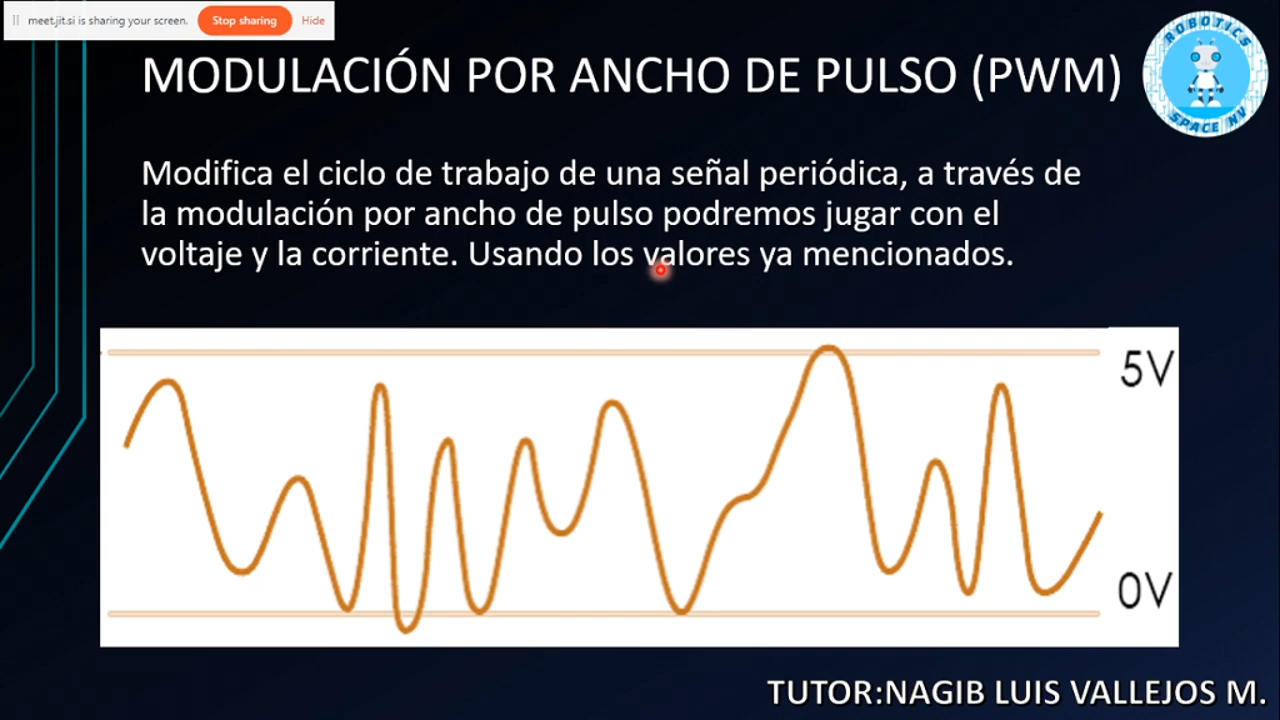 meet.jit.si is sharing your screen. Stop sharing Hide
MODULACIÓN POR ANCHO DE PULSO (PWM)
ROBOTICS
SPACE NV
Modifica el ciclo de trabajo de una señal periódica, a través de
la modulación por ancho de pulso podremos jugar con el
voltaje y la corriente. Usando los valores ya mencionados.
5V
0V
TUTOR:NAGIB LUIS VALLEJOS M.